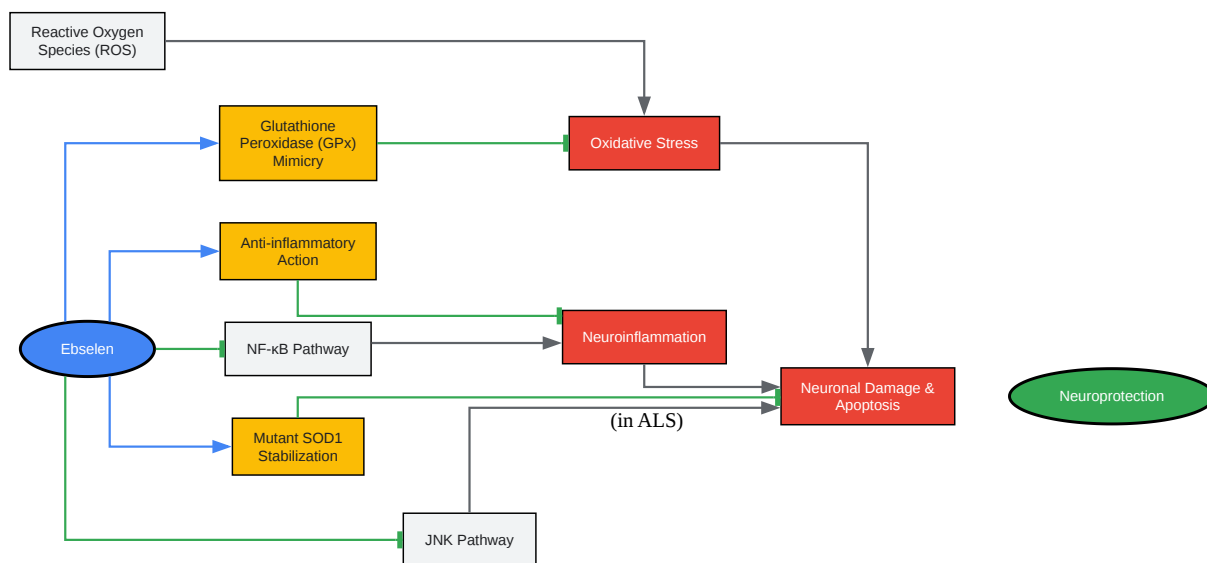 Reactive Oxygen
Species (ROS)
Glutathione
Peroxidase (GPx)
Mimicry
Oxidative Stress
Anti-inflammatory
Action
Neuroinflammation
Ebselen
NF-κB Pathway
Neuronal Damage &
Apoptosis
Neuroprotection
(in ALS)
Mutant SOD1
Stabilization
JNK Pathway